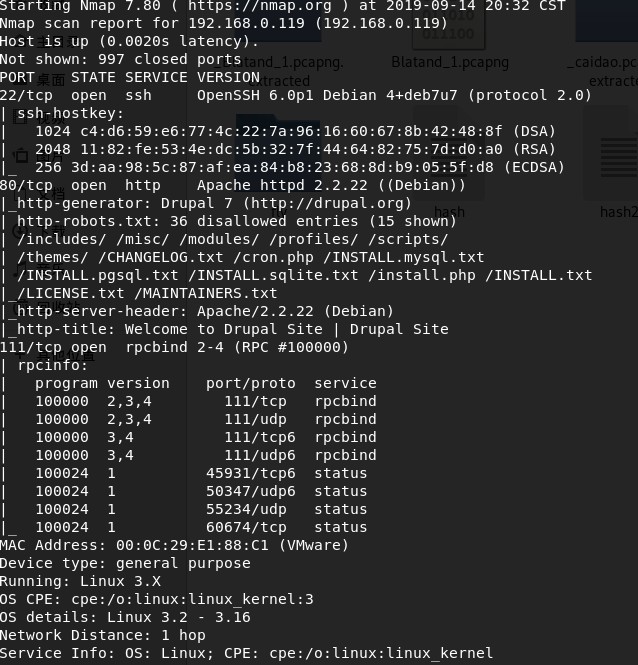 Starting Nmap 7.80 ( https://nmap.org ) at 2019-09-14 20:32 CST
Nmap scan report for 192.168.0.119 (192.168.0.119)
Host is up (0.0020s latency).
Not shown: 997 closed ports
PORT    STATE SERVICE VERSION
22/tcp  open  ssh     OpenSSH 6.0p1 Debian 4+deb7u7 (protocol 2.0)
| ssh-hostkey:
|   1024 c4:d6:59:e6:77:4c:22:7a:96:16:60:67:8b:42:48:8f (DSA)
|   2048 11:82:fe:53:4e:dc:5b:32:7f:44:64:82:75:7d:d0:a0 (RSA)
|_  256 3d:aa:98:5c:87:af:ea:84:b8:23:68:8d:b9:05:5f:d8 (ECDSA)
80/tcp  open  http    Apache httpd 2.2.22 ((Debian))
|_http-generator: Drupal 7 (http://drupal.org)
| http-robots.txt: 36 disallowed entries (15 shown)
| /includes/ /misc/ /modules/ /profiles/ /scripts/
| /themes/ /CHANGELOG.txt /cron.php /INSTALL.mysql.txt
| /INSTALL.pgsql.txt /INSTALL.sqlite.txt /install.php /INSTALL.txt
|_/LICENSE.txt /MAINTAINERS.txt
|_http-server-header: Apache/2.2.22 (Debian)
|_http-title: Welcome to Drupal Site | Drupal Site
111/tcp open  rpcbind 2-4 (RPC #100000)
| rpcinfo:
|   program version    port/proto  service
|   100000  2,3,4        111/tcp   rpcbind
|   100000  2,3,4        111/udp   rpcbind
|   100000  3,4          111/tcp6  rpcbind
|   100000  3,4          111/udp6  rpcbind
|   100024  1          45931/tcp6  status
|   100024  1          50347/udp6  status
|   100024  1          55234/udp   status
|_  100024  1          60674/tcp   status
MAC Address: 00:0C:29:E1:88:C1 (VMware)
Device type: general purpose
Running: Linux 3.X
OS CPE: cpe:/o:linux:linux_kernel:3
OS details: Linux 3.2 - 3.16
Network Distance: 1 hop
Service Info: OS: Linux; CPE: cpe:/o:linux:linux_kernel
Blatand_1.pcapng.
extracted
Blatand_1.pcapng
_caidao.pc
extracte
hash
hash2
桌面
图片